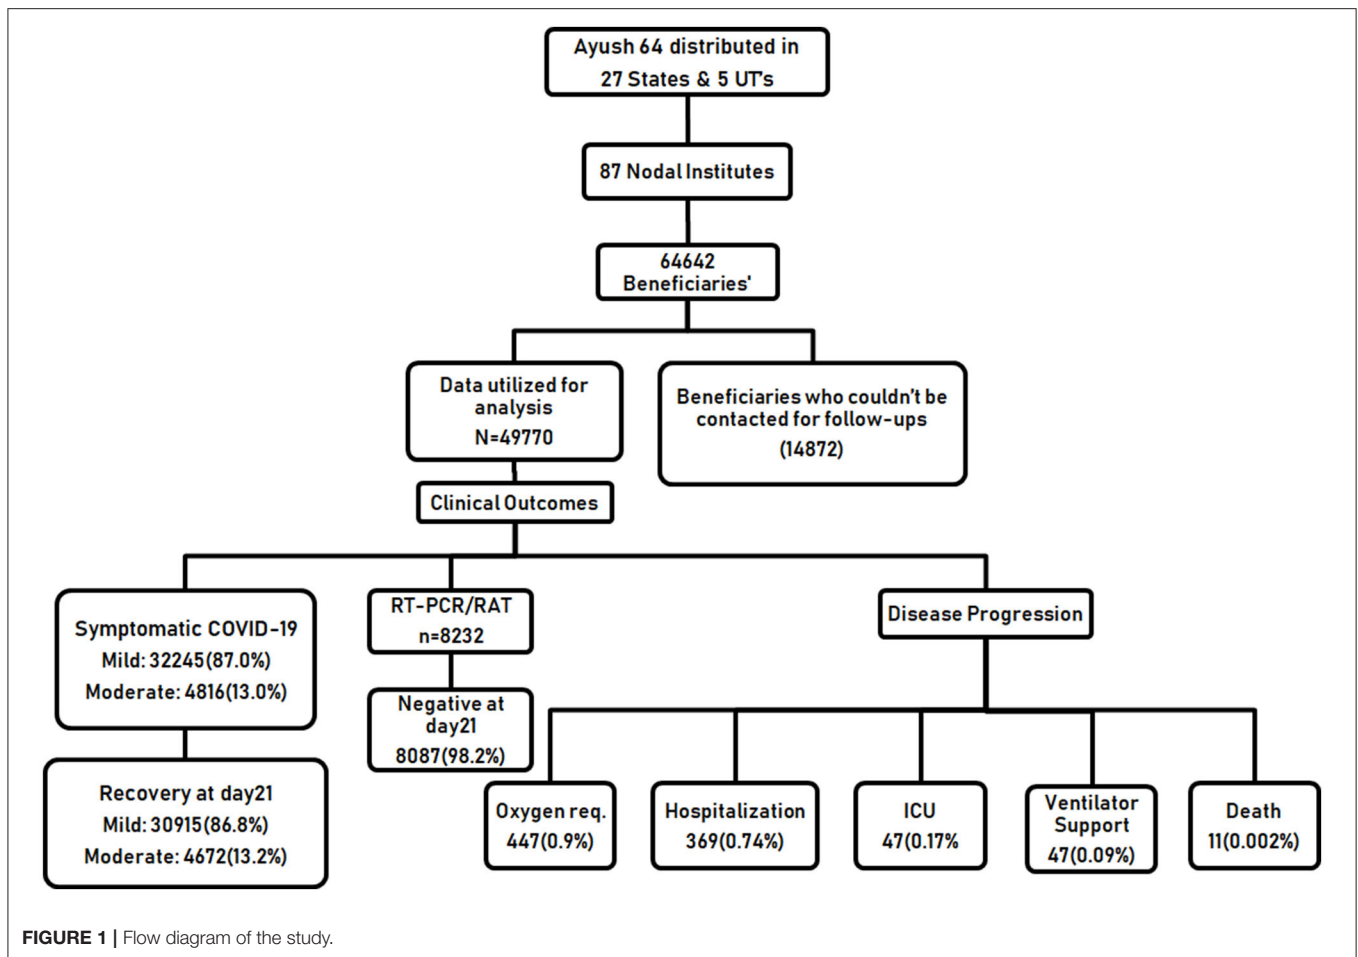 Ayush 64 distributed in
27 States & 5 UT's
87 Nodal Institutes
64642
Beneficiaries'
Data utilized for
analysis
N=49770
Beneficiaries who couldn't be
contacted for follow-ups
(14872)
Clinical Outcomes
Symptomatic COVID-19
Mild: 32245(87.0%)
Moderate: 4816(13.0%)
Recovery at day21
Mild: 30915(86.8%)
Moderate: 4672(13.2%)
RT-PCR/RAT
n=8232
Negative at
day21
8087(98.2%)
Disease Progression
Oxygen req.
447(0.9%)
Hospitalization
369(0.74%)
ICU
47(0.17%
Ventilator
Support
47(0.09%)
Death
11(0.002%)
FIGURE 1 | Flow diagram of the study.